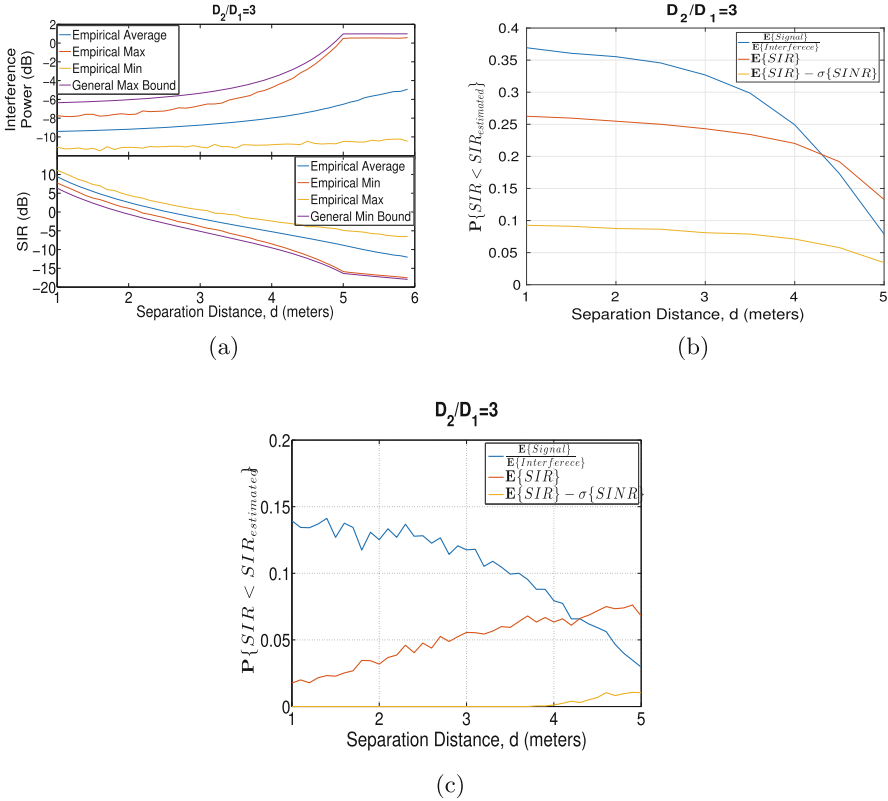 D2/D1=3
Interference
Power (dB)
2
0
-2
-4
-6
-8
-10
Empirical Average
Empirical Max
Empirical Min
General Max Bound
SIR (dB)
10
5
0
-5
-10
-15
-20
Empirical Average
Empirical Min
Empirical Max
General Min Bound
1 2 3 4 5 6
Separation Distance, d (meters)
(a)
D2/D1=3
P{SIR < SIRestimated}
0.4
0.35
0.3
0.25
0.2
0.15
0.1
0.05
0
E{Signal}
E{Interferece}
E{SIR}
E{SIR} − σ{SINR}
1 2 3 4 5
Separation Distance, d (meters)
(b)
D2/D1=3
P{SIR < SIRestimated}
0.2
0.15
0.1
0.05
0
E{Signal}
E{Interferece}
E{SIR}
E{SIR} − σ{SINR}
1 2 3 4 5
Separation Distance, d (meters)
(c)